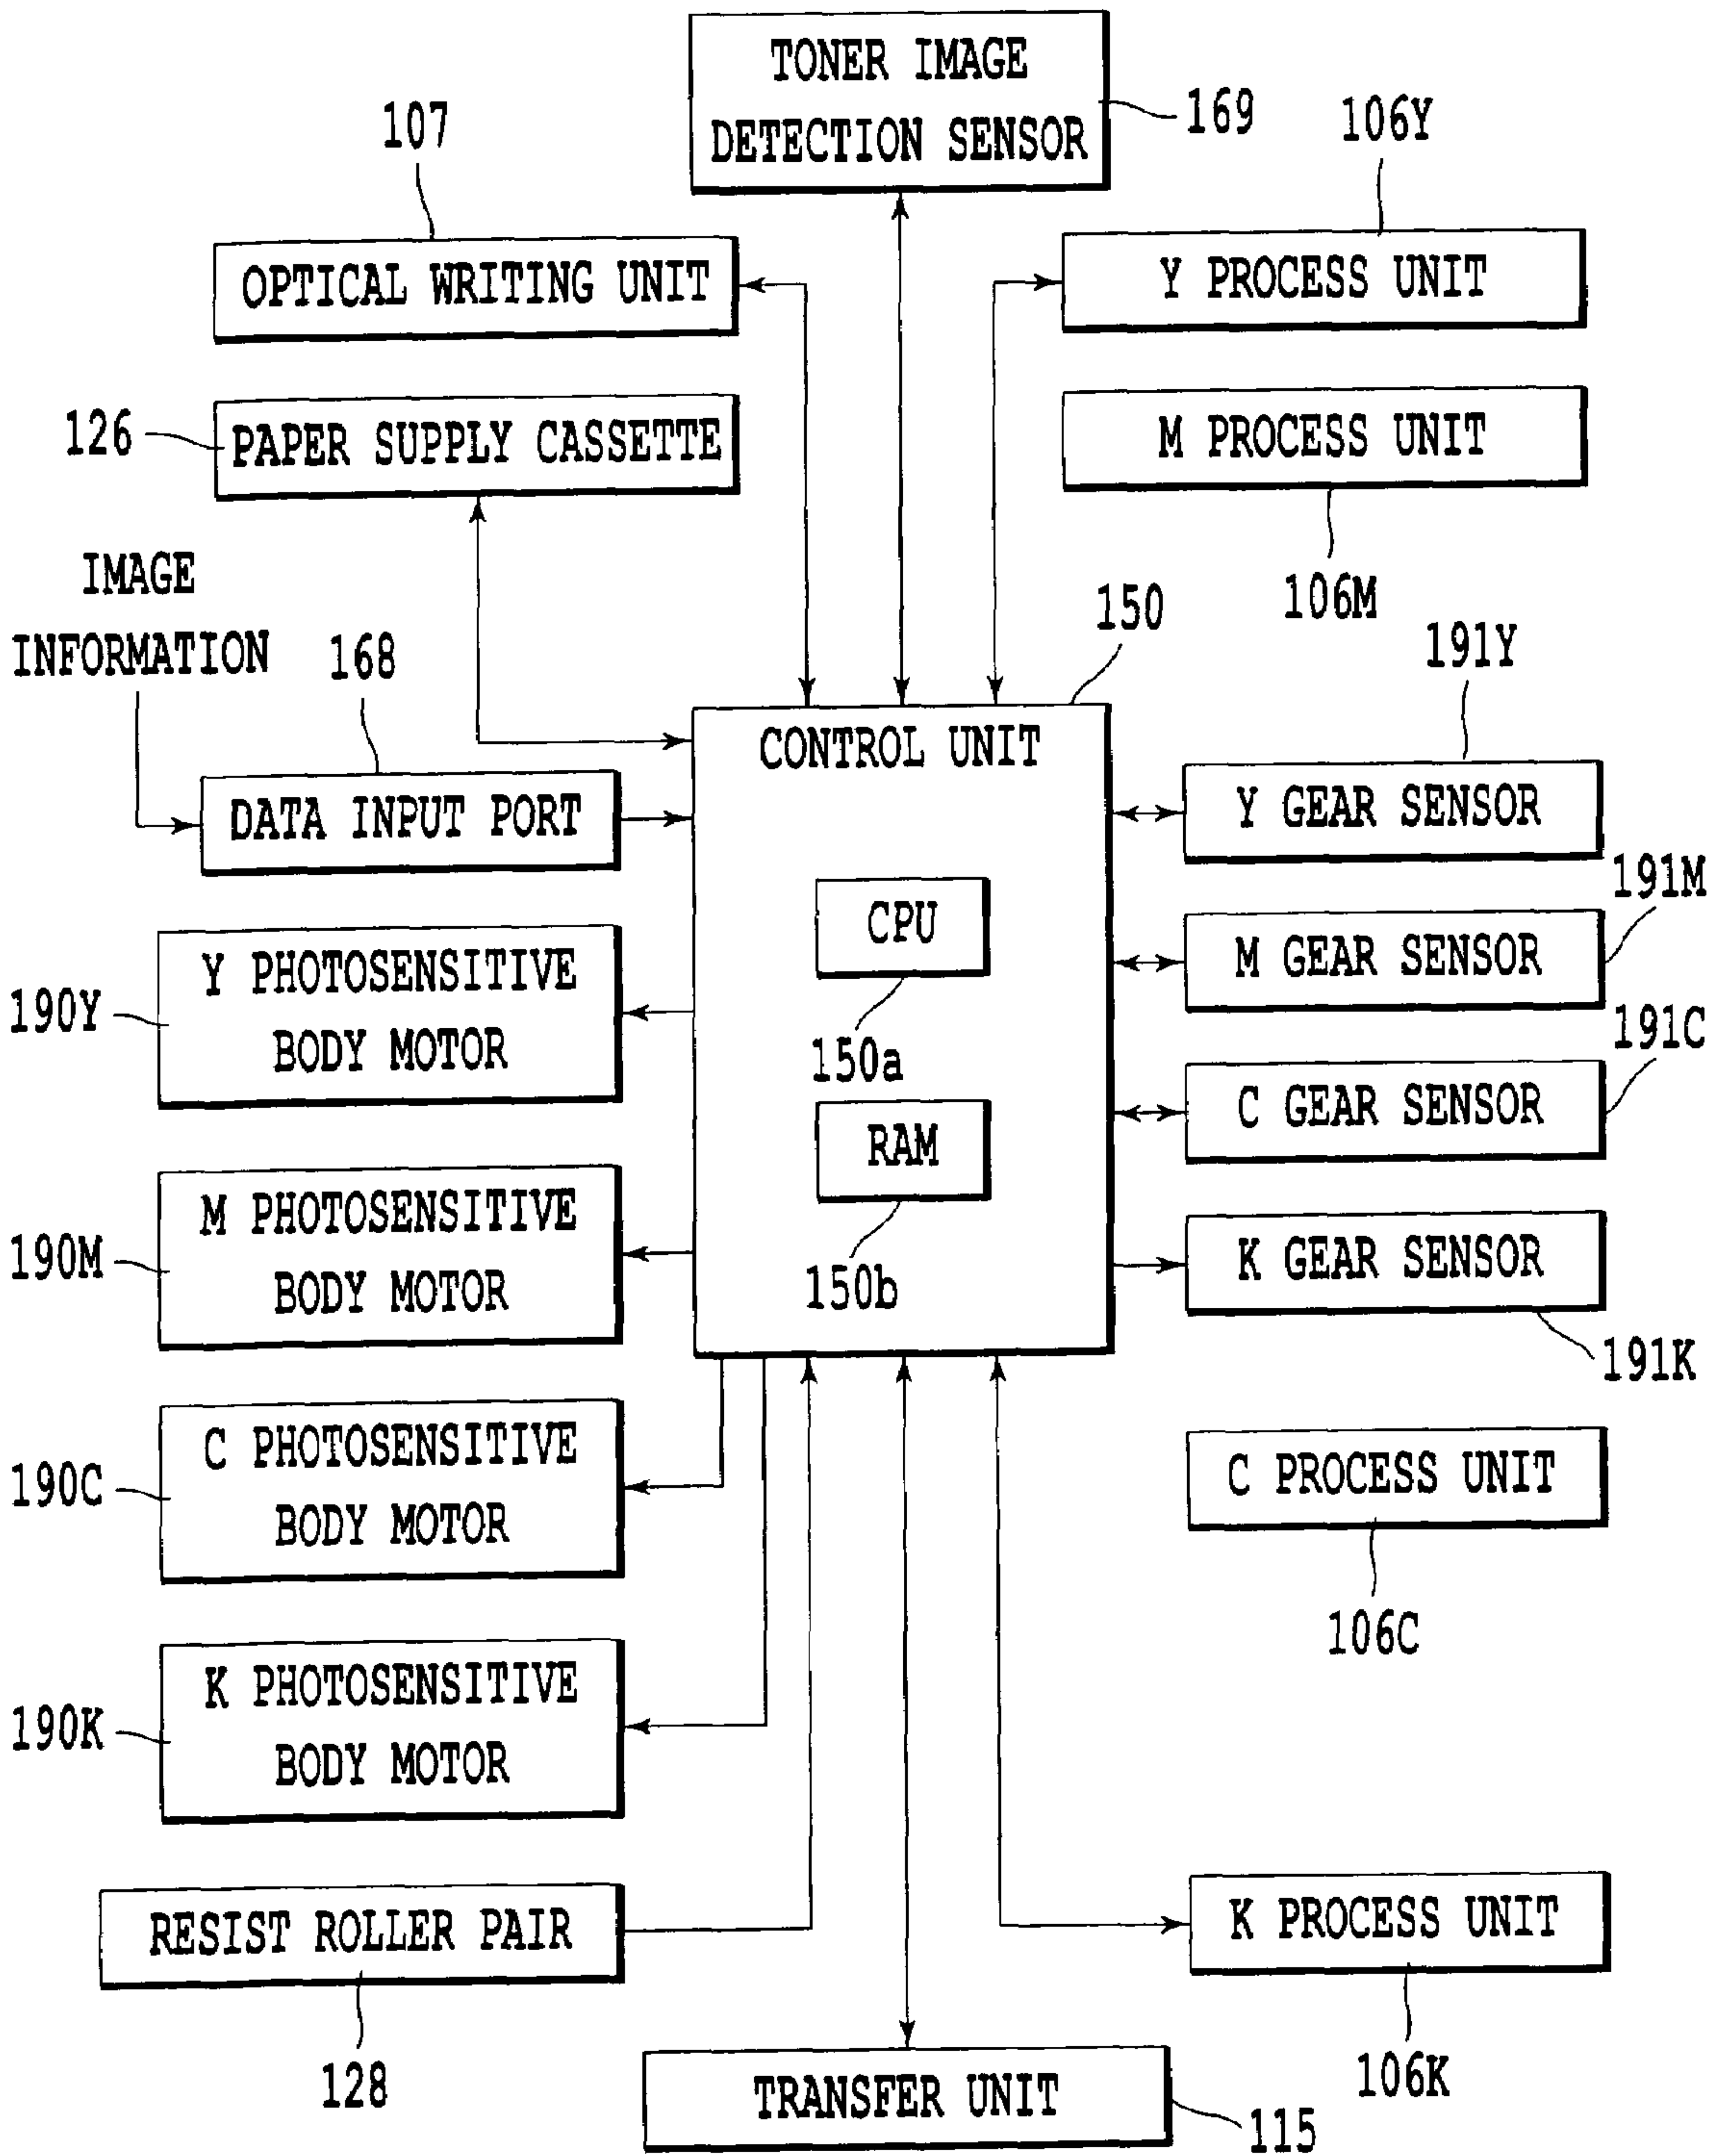 TONER IMAGE
DETECTION SENSOR
169
107
106Y
OPTICAL WRITING UNIT
Y PROCESS UNIT
126
PAPER SUPPLY CASSETTE
M PROCESS UNIT
106M
IMAGE
INFORMATION
168
150
191Y
CONTROL UNIT
DATA INPUT PORT
Y GEAR SENSOR
191M
CPU
150a
M GEAR SENSOR
190Y
Y PHOTOSENSITIVE
BODY MOTOR
191C
C GEAR SENSOR
RAM
150b
190M
M PHOTOSENSITIVE
BODY MOTOR
K GEAR SENSOR
191K
190C
C PHOTOSENSITIVE
BODY MOTOR
C PROCESS UNIT
106C
190K
K PHOTOSENSITIVE
BODY MOTOR
RESIST ROLLER PAIR
128
K PROCESS UNIT
106K
TRANSFER UNIT
115